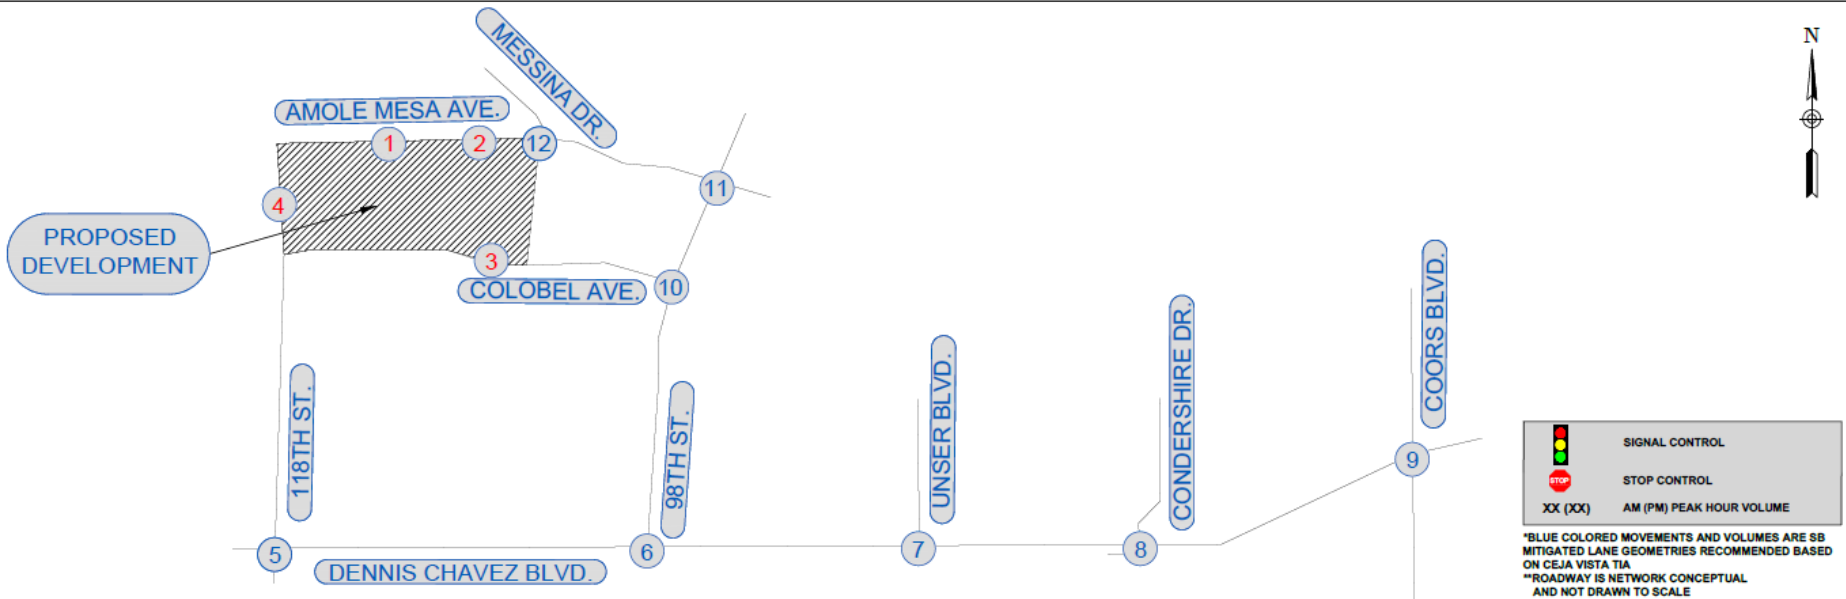 MESSINA DR.
N
AMOLE MESA AVE.
1
2
12
11
4
PROPOSED
DEVELOPMENT
3
COLOBEL AVE.
10
118TH ST.
98TH ST.
UNSER BLVD.
CONDERSHIRE DR.
COORS BLVD.
9
5
6
7
8
DENNIS CHAVEZ BLVD.
SIGNAL CONTROL
STOP
STOP CONTROL
XX (XX) AM (PM) PEAK HOUR VOLUME
*BLUE COLORED MOVEMENTS AND VOLUMES ARE SB
MITIGATED LANE GEOMETRIES RECOMMENDED BASED
ON CEJA VISTA TIA
**ROADWAY IS NETWORK CONCEPTUAL
AND NOT DRAWN TO SCALE